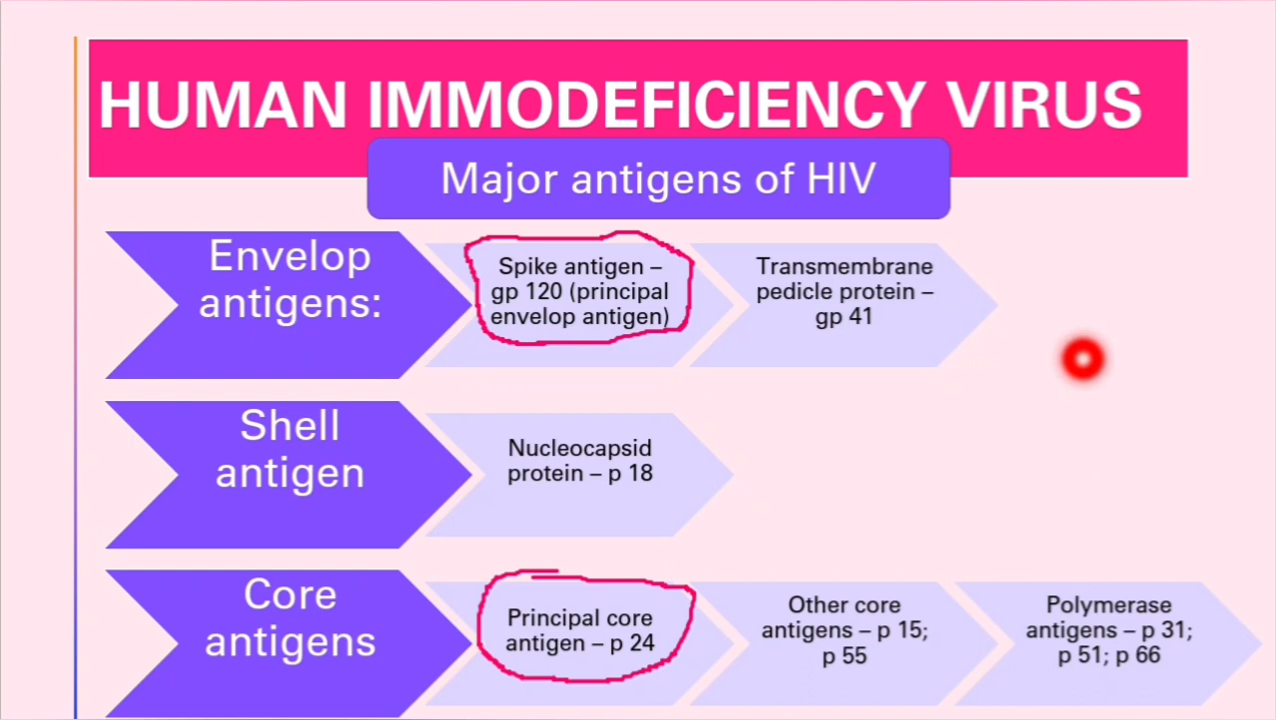 HUMAN IMMODEFICIENCY VIRUS
Major antigens of HIV
Envelop
antigens:
Spike antigen –
gp 120 (principal
envelop antigen)
Transmembrane
pedicle protein –
gp 41
Shell
antigen
Nucleocapsid
protein – p 18
Core
antigens
Principal core
antigen – p 24
Other core
antigens – p 15;
p 55
Polymerase
antigens – p 31;
p 51; p 66